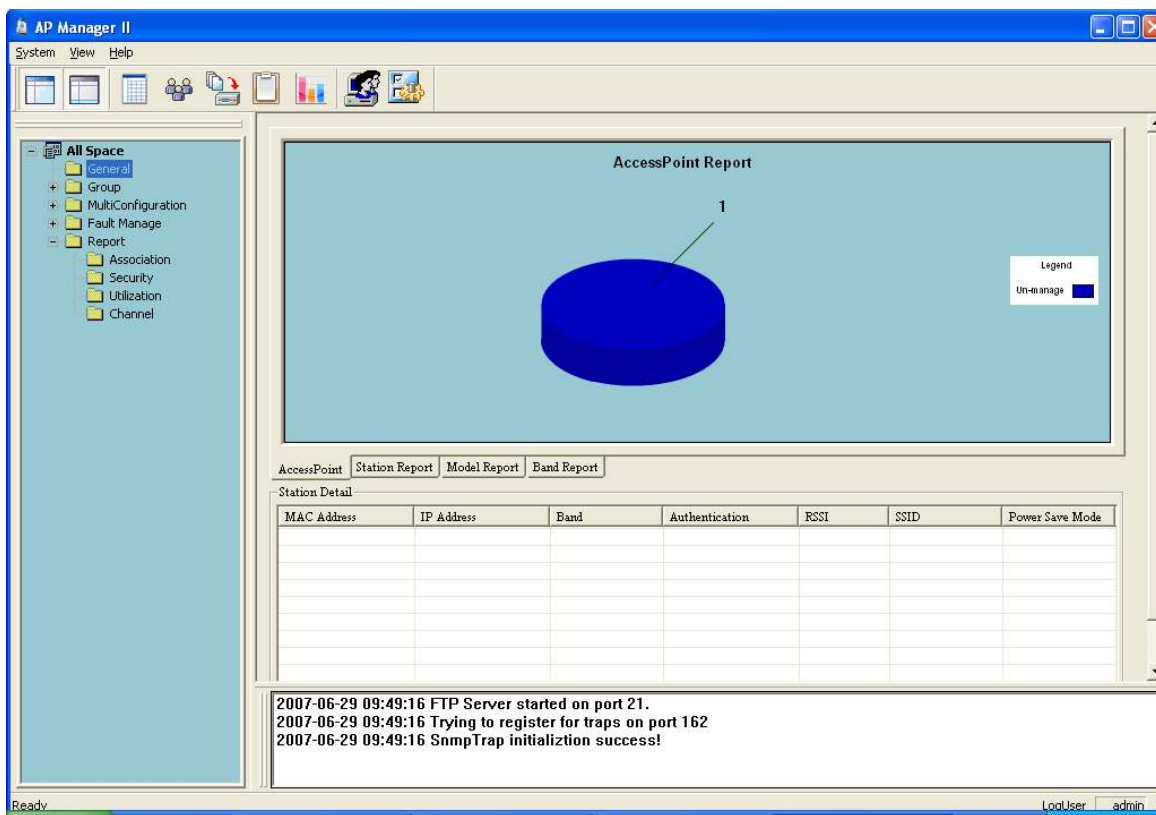 AP Manager II
System View Help
All Space
General
Group
MultiConfiguration
Fault Manage
Report
Association
Security
Utilization
Channel
AccessPoint Report
1
Legend
Un-manage
AccessPoint Station Report Model Report Band Report
Station Detail
MAC Address IP Address Band Authentication RSSI SSID Power Save Mode
2007-06-29 09:49:16 FTP Server started on port 21.
2007-06-29 09:49:16 Trying to register for traps on port 162
2007-06-29 09:49:16 SnmpTrap initializtion success!
Ready LogUser admin